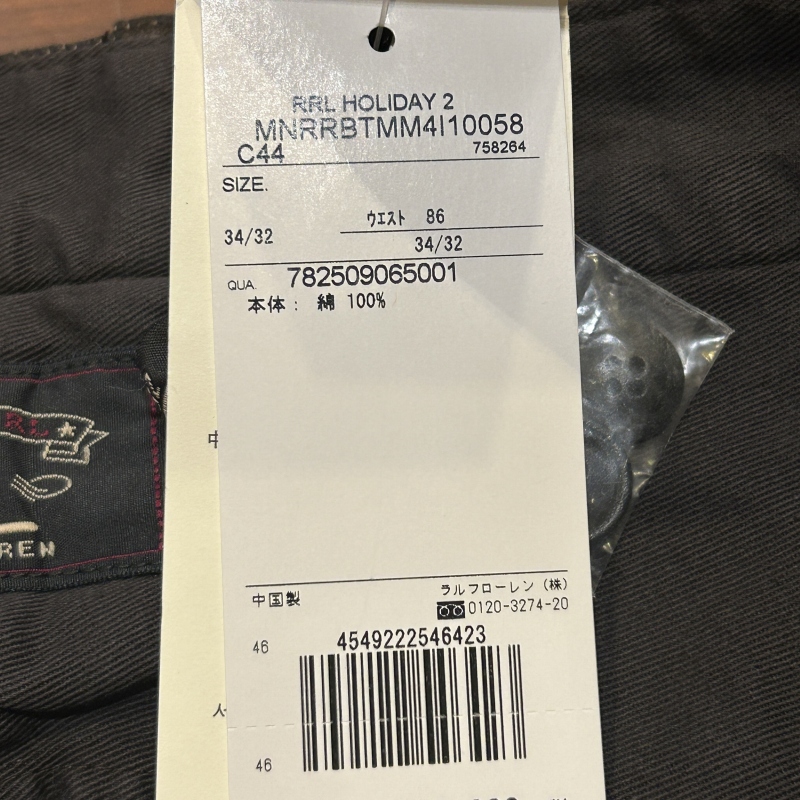 RRL HOLIDAY 2
MNRRBTMM4I10058
C44 758264
SIZE.
ウエスト 86
34/32
34/32
QUA. 782509065001
本体： 綿 100%
中国製
ラルフローレン（株）
0120-3274-20
46
4549222546423
46
RL
REN